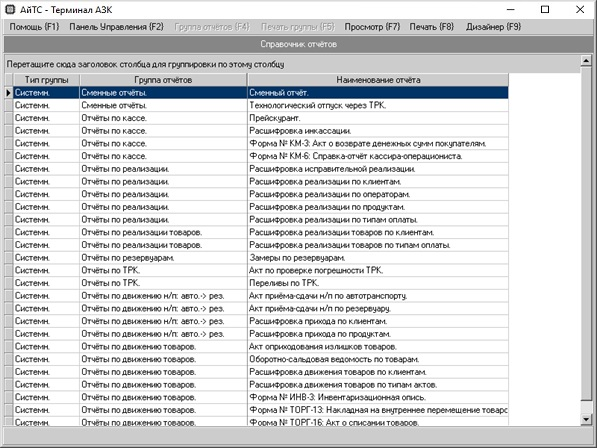 АйТС - Терминал АЗК
Помощь (F1) Панель Управления (F2) Группа отчётов (F4) Печать группы (F5) Просмотр (F7) Печать (F8) Дизайнер (F9)
Справочник отчётов
Перетащите сюда заголовок столбца для группировки по этому столбцу
Тип группы Группа отчётов Наименование отчёта
Системн. Сменные отчёты. Сменный отчёт.
Системн. Сменные отчёты. Технологический отпуск через ТРК.
Системн. Отчёты по кассе. Прейскурант.
Системн. Отчёты по кассе. Расшифровка инкассации.
Системн. Отчёты по кассе. Форма № КМ-3: Акт о возврате денежных сумм покупателям.
Системн. Отчёты по кассе. Форма № КМ-6: Справка-отчёт кассира-операциониста.
Системн. Отчёты по реализации. Расшифровка исправительной реализации.
Системн. Отчёты по реализации. Расшифровка реализации по клиентам.
Системн. Отчёты по реализации. Расшифровка реализации по операторам.
Системн. Отчёты по реализации. Расшифровка реализации по продуктам.
Системн. Отчёты по реализации. Расшифровка реализации по типам оплаты.
Системн. Отчёты по реализации товаров. Расшифровка реализации товаров по клиентам.
Системн. Отчёты по реализации товаров. Расшифровка реализации товаров по типам оплаты.
Системн. Отчёты по резервуарам. Замеры по резервуарам.
Системн. Отчёты по ТРК. Акт по проверке погрешности ТРК.
Системн. Отчёты по ТРК. Переливы по ТРК.
Системн. Отчёты по движению н/п: авто.-> рез. Акт приёма-сдачи н/п по автотранспорту.
Системн. Отчёты по движению н/п: авто.-> рез. Акт приёма-сдачи н/п по резервуару.
Системн. Отчёты по движению н/п: авто.-> рез. Расшифровка прихода по клиентам.
Системн. Отчёты по движению н/п: авто.-> рез. Расшифровка прихода по продуктам.
Системн. Отчёты по движению товаров. Акт оприходования излишков товаров.
Системн. Отчёты по движению товаров. Оборотно-сальдовая ведомость по товарам.
Системн. Отчёты по движению товаров. Расшифровка движения товаров по клиентам.
Системн. Отчёты по движению товаров. Расшифровка движения товаров по типам актов.
Системн. Отчёты по движению товаров. Форма № ИНВ-3: Инвентаризационная опись.
Системн. Отчёты по движению товаров. Форма № ТОРГ-13: Накладная на внутреннее перемещение товарс
Системн. Отчёты по движению товаров. Форма № ТОРГ-16: Акт о списании товаров.